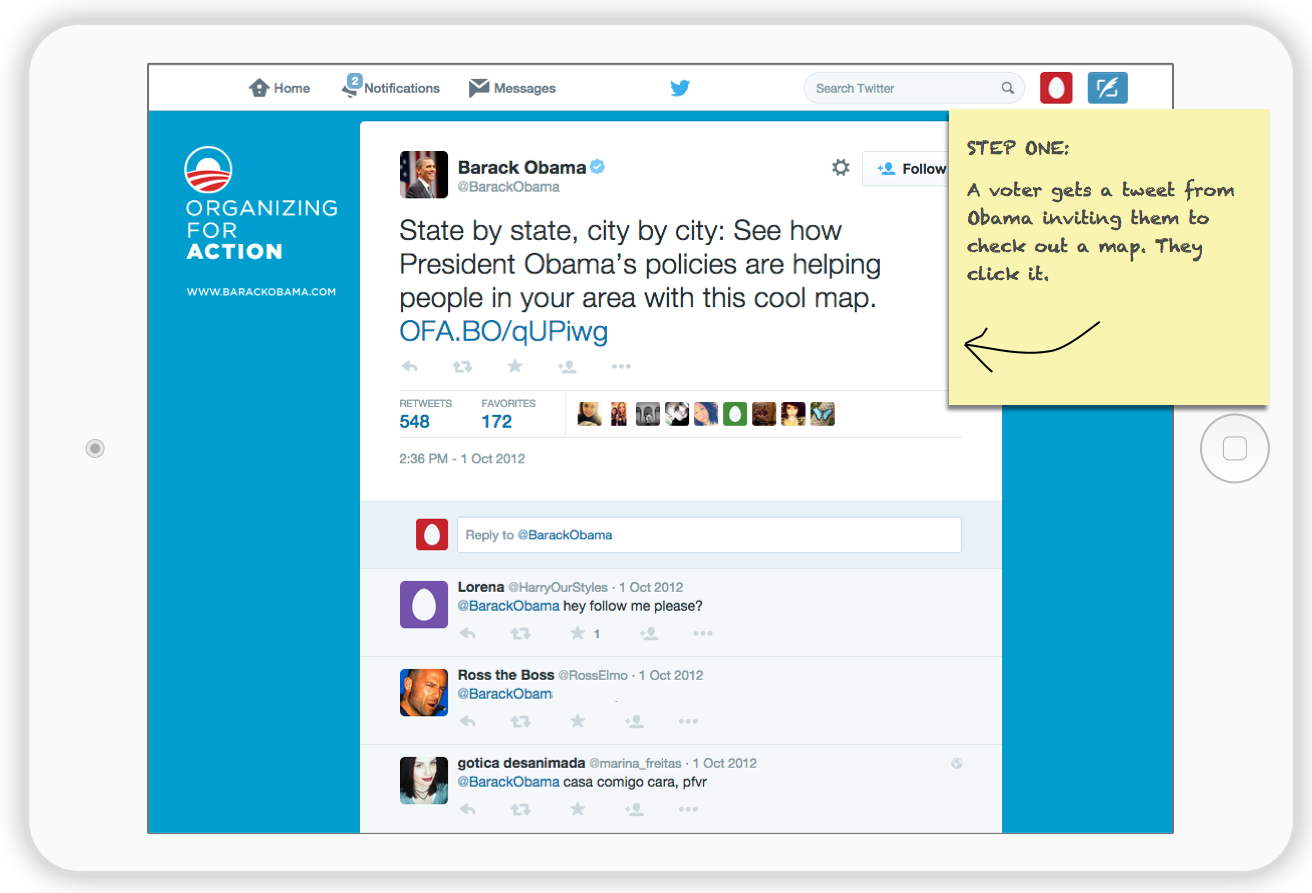 Home
2
Notifications
Messages
Search Twitter
ORGANIZING
FOR
ACTION
WWW.BARACKOBAMA.COM
Barack Obama
@BarackObama
Follow
State by state, city by city: See how
President Obama’s policies are helping
people in your area with this cool map.
OFA.BO/qUPiwg
RETWEETS
548
FAVORITES
172
2:36 PM - 1 Oct 2012
STEP ONE:
A voter gets a tweet from
Obama inviting them to
check out a map. They
click it.
Reply to @BarackObama
Lorena @HarryOurStyles · 1 Oct 2012
@BarackObama hey follow me please?
1
Ross the Boss @RossElmo · 1 Oct 2012
@BarackObam
gotica desanimada @marina_freitas · 1 Oct 2012
@BarackObama casa comigo cara, pfvr